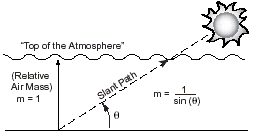 "Top of the Atmosphere"
(Relative
Air Mass)
m = 1
Slant Path
m = 1
sin (θ)
θ